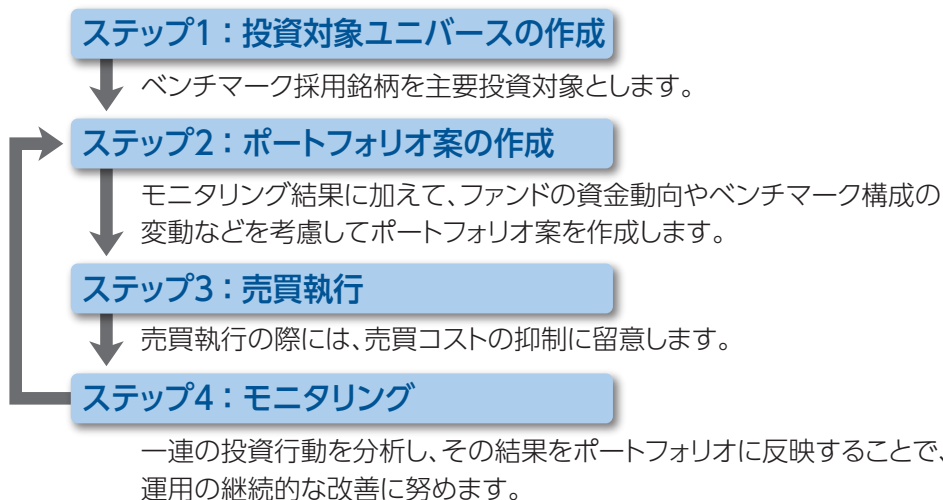 ステップ1：投資対象ユニバースの作成
ベンチマーク採用銘柄を主要投資対象とします。
ステップ2：ポートフォリオ案の作成
モニタリング結果に加えて、ファンドの資金動向やベンチマーク構成の
変動などを考慮してポートフォリオ案を作成します。
ステップ3：売買執行
売買執行の際には、売買コストの抑制に留意します。
ステップ4：モニタリング
一連の投資行動を分析し、その結果をポートフォリオに反映することで、
運用の継続的な改善に努めます。